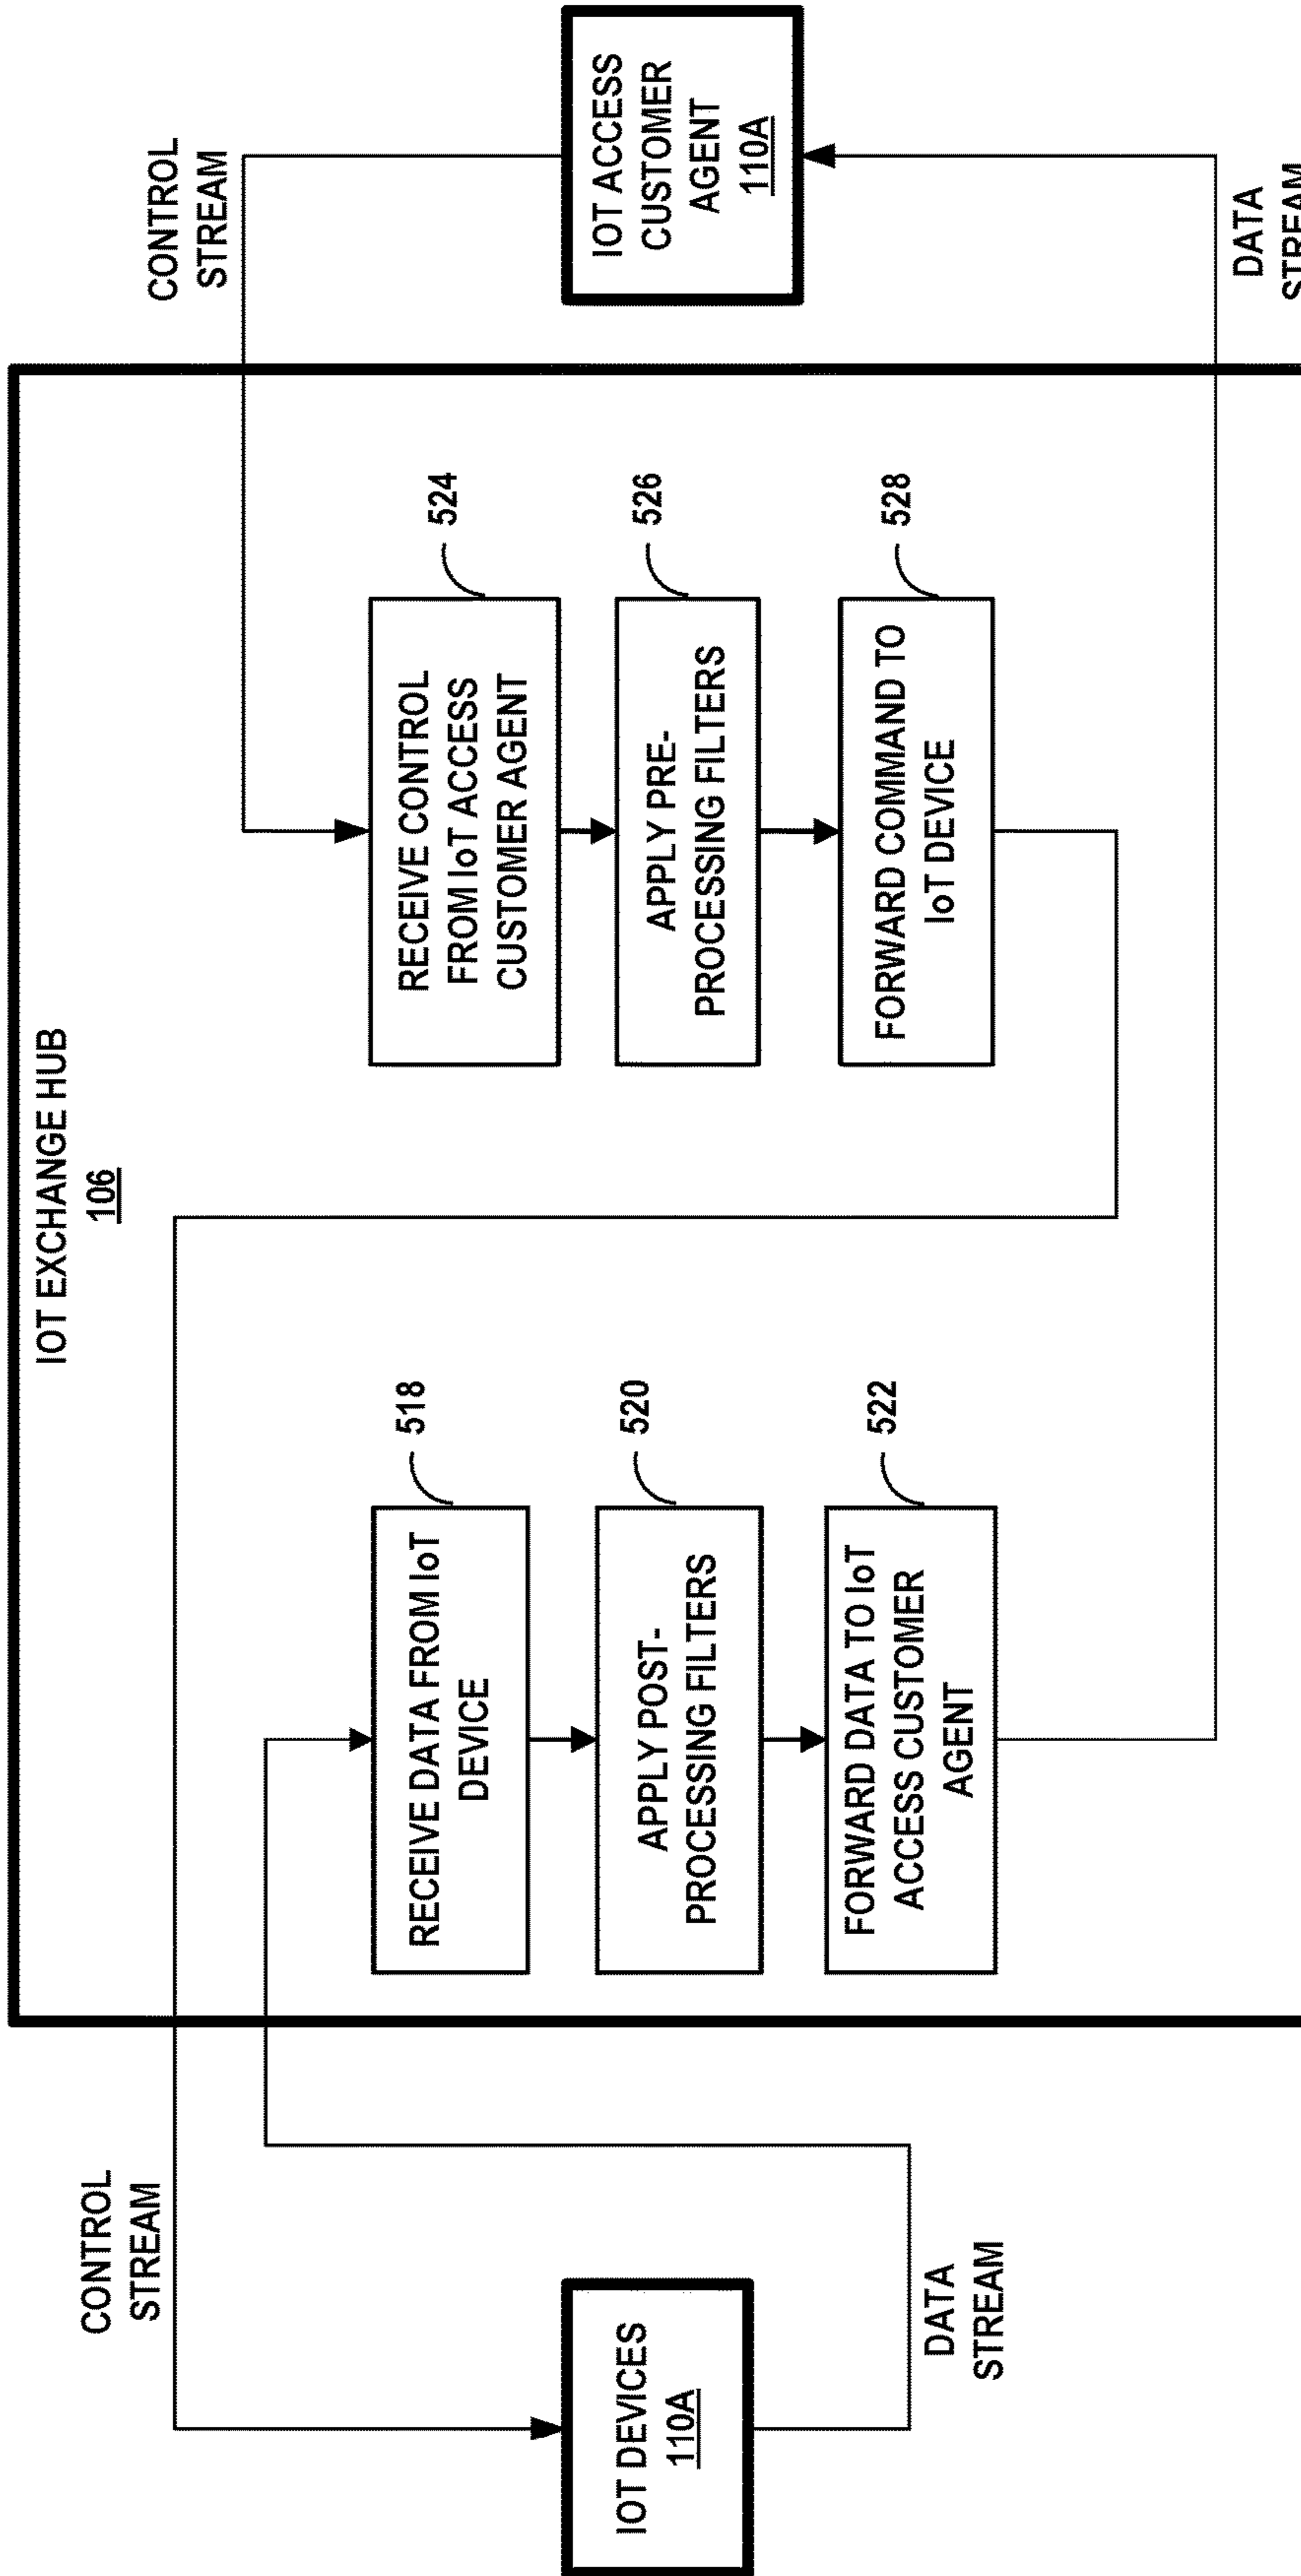 IOT EXCHANGE HUB
106
CONTROL
STREAM
IOT DEVICES
110A
DATA
STREAM
RECEIVE DATA FROM IoT
DEVICE
518
APPLY POST-
PROCESSING FILTERS
520
FORWARD DATA TO IoT
ACCESS CUSTOMER
AGENT
522
RECEIVE CONTROL
FROM IoT ACCESS
CUSTOMER AGENT
524
APPLY PRE-
PROCESSING FILTERS
526
FORWARD COMMAND TO
IoT DEVICE
528
CONTROL
STREAM
IOT ACCESS
CUSTOMER
AGENT
110A
DATA
STREAM